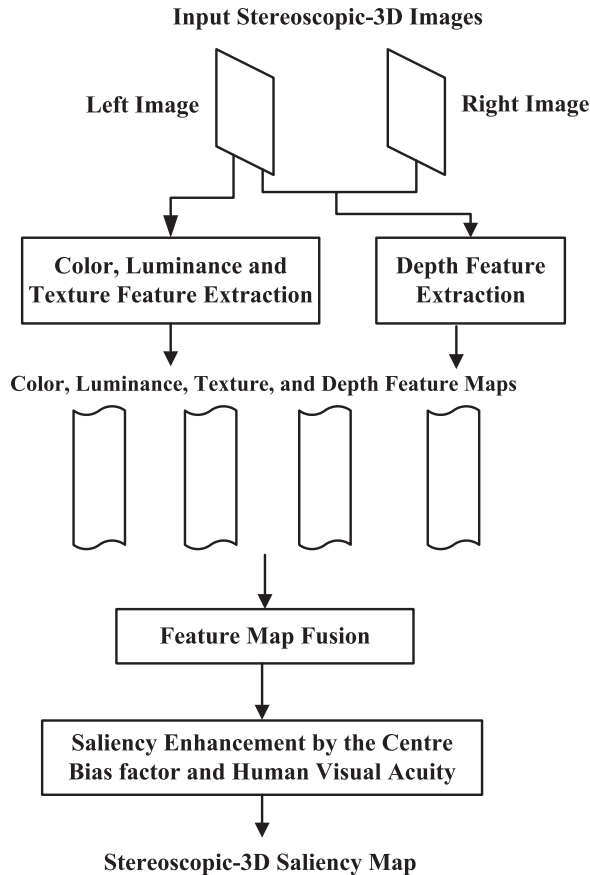 Input Stereoscopic-3D Images
Left Image
Right Image
Color, Luminance and
Texture Feature Extraction
Depth Feature
Extraction
Color, Luminance, Texture, and Depth Feature Maps
Feature Map Fusion
Saliency Enhancement by the Centre
Bias factor and Human Visual Acuity
Stereoscopic-3D Saliency Map